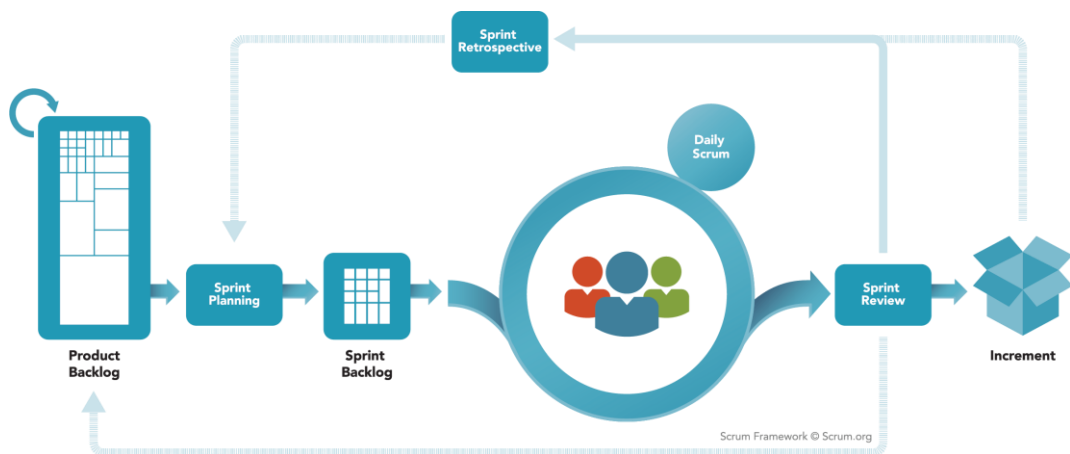 Sprint
Retrospective
Daily
Scrum
Sprint
Planning
Sprint
Review
Product
Backlog
Sprint
Backlog
Increment
Scrum Framework © Scrum.org